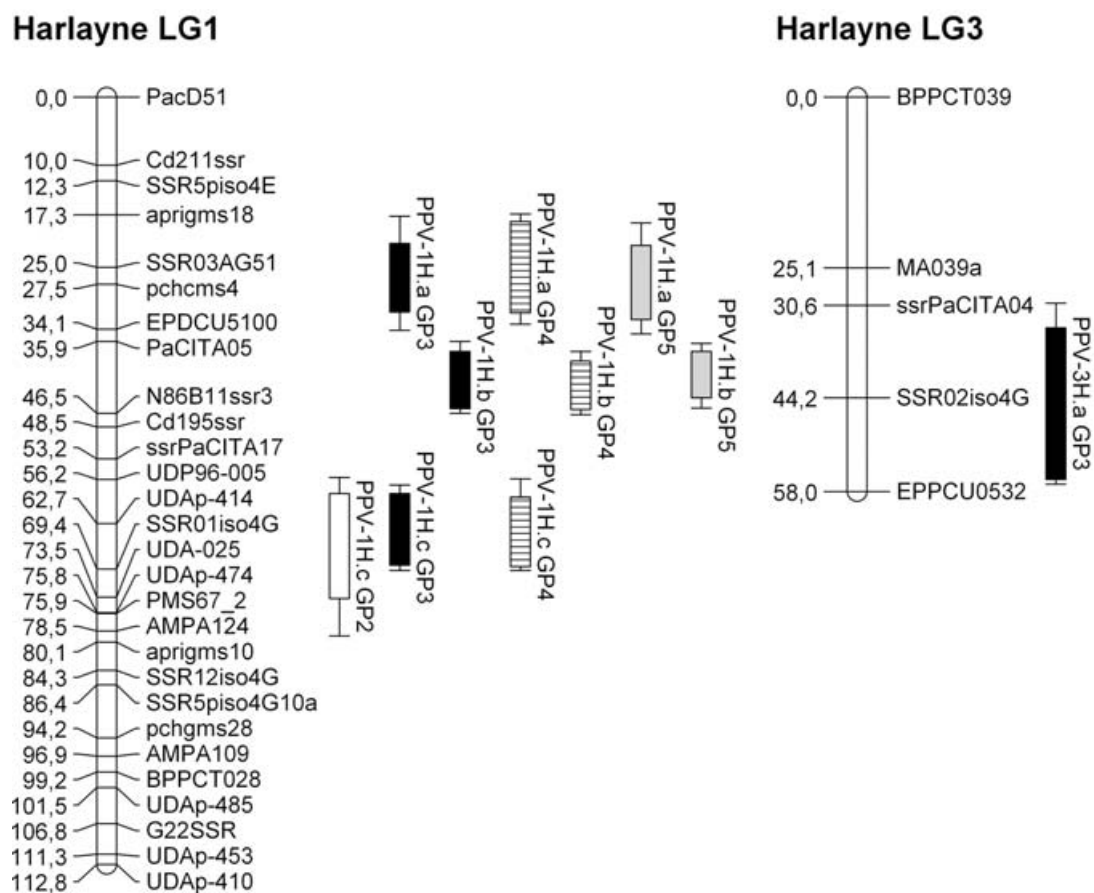 Harlayne LG1
0,0 PacD51
10,0 Cd211ssr
12,3 SSR5piso4E
17,3 aprigms18
25,0 SSR03AG51
27,5 pchcms4
34,1 EPDCU5100
35,9 PaCITA05
46,5 N86B11ssr3
48,5 Cd195ssr
53,2 ssrPaCITA17
56,2 UDP96-005
62,7 UDAp-414
69,4 SSR01iso4G
73,5 UDA-025
75,8 UDAp-474
75,9 PMS67_2
78,5 AMPA124
80,1 aprigms10
84,3 SSR12iso4G
86,4 SSR5piso4G10a
94,2 pchgms28
96,9 AMPA109
99,2 BPPCT028
101,5 UDAp-485
106,8 G22SSR
111,3 UDAp-453
112,8 UDAp-410
PPV-1H.c GP2
PPV-1H.a GP3
PPV-1H.c GP3
PPV-1H.b GP3
PPV-1H.a GP4
PPV-1H.c GP4
PPV-1H.b GP4
PPV-1H.a GP5
PPV-1H.b GP5
Harlayne LG3
0,0 BPPCT039
25,1 MA039a
30,6 ssrPaCITA04
44,2 SSR02iso4G
58,0 EPPCU0532
PPV-3H.a GP3